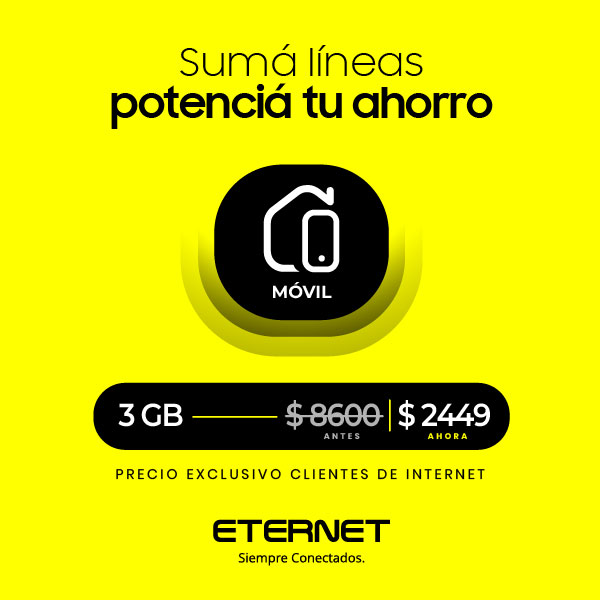 Sumá líneas
potenciá tu ahorro
MÓVIL
3 GB $ 8600 $ 2449
ANTES AHORA
PRECIO EXCLUSIVO CLIENTES DE INTERNET
ETERNET
Siempre Conectados.